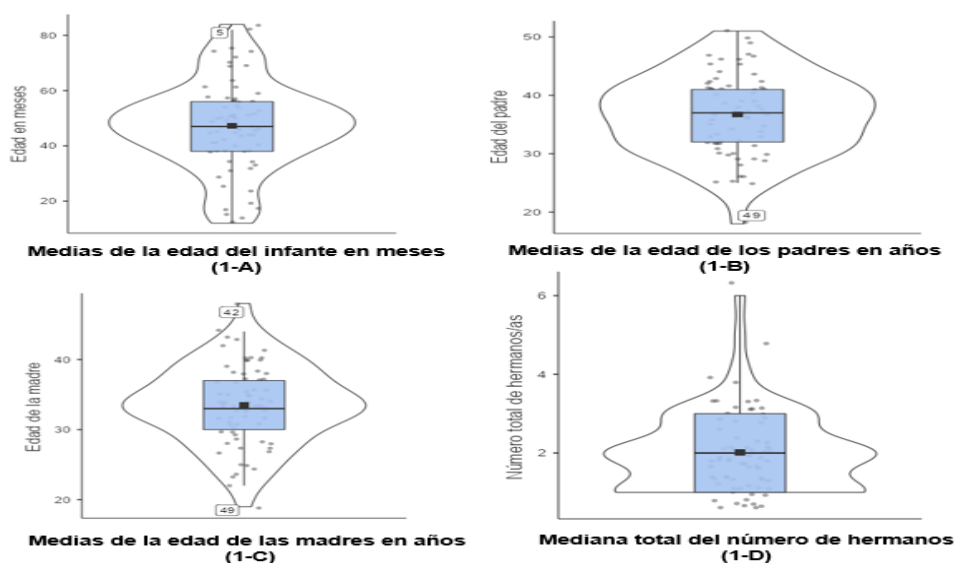 80
60
40
20
Edad en meses
5
Medias de la edad del infante en meses
(1-A)
50
40
30
20
Edad del padre
49
Medias de la edad de los padres en años
(1-B)
40
30
20
Edad de la madre
42
49
Medias de la edad de las madres en años
(1-C)
6
4
2
Número total de hermanos/as
Mediana total del número de hermanos
(1-D)